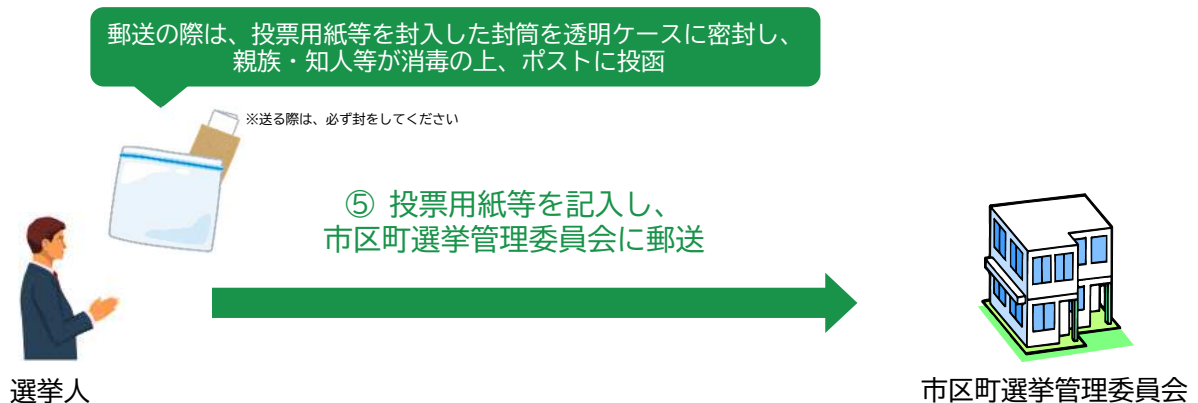 郵送の際は、投票用紙等を封入した封筒を透明ケースに密封し、
親族・知人等が消毒の上、ポストに投函
※送る際は、必ず封をしてください
⑤ 投票用紙等を記入し、
市区町選挙管理委員会に郵送
選挙人
市区町選挙管理委員会